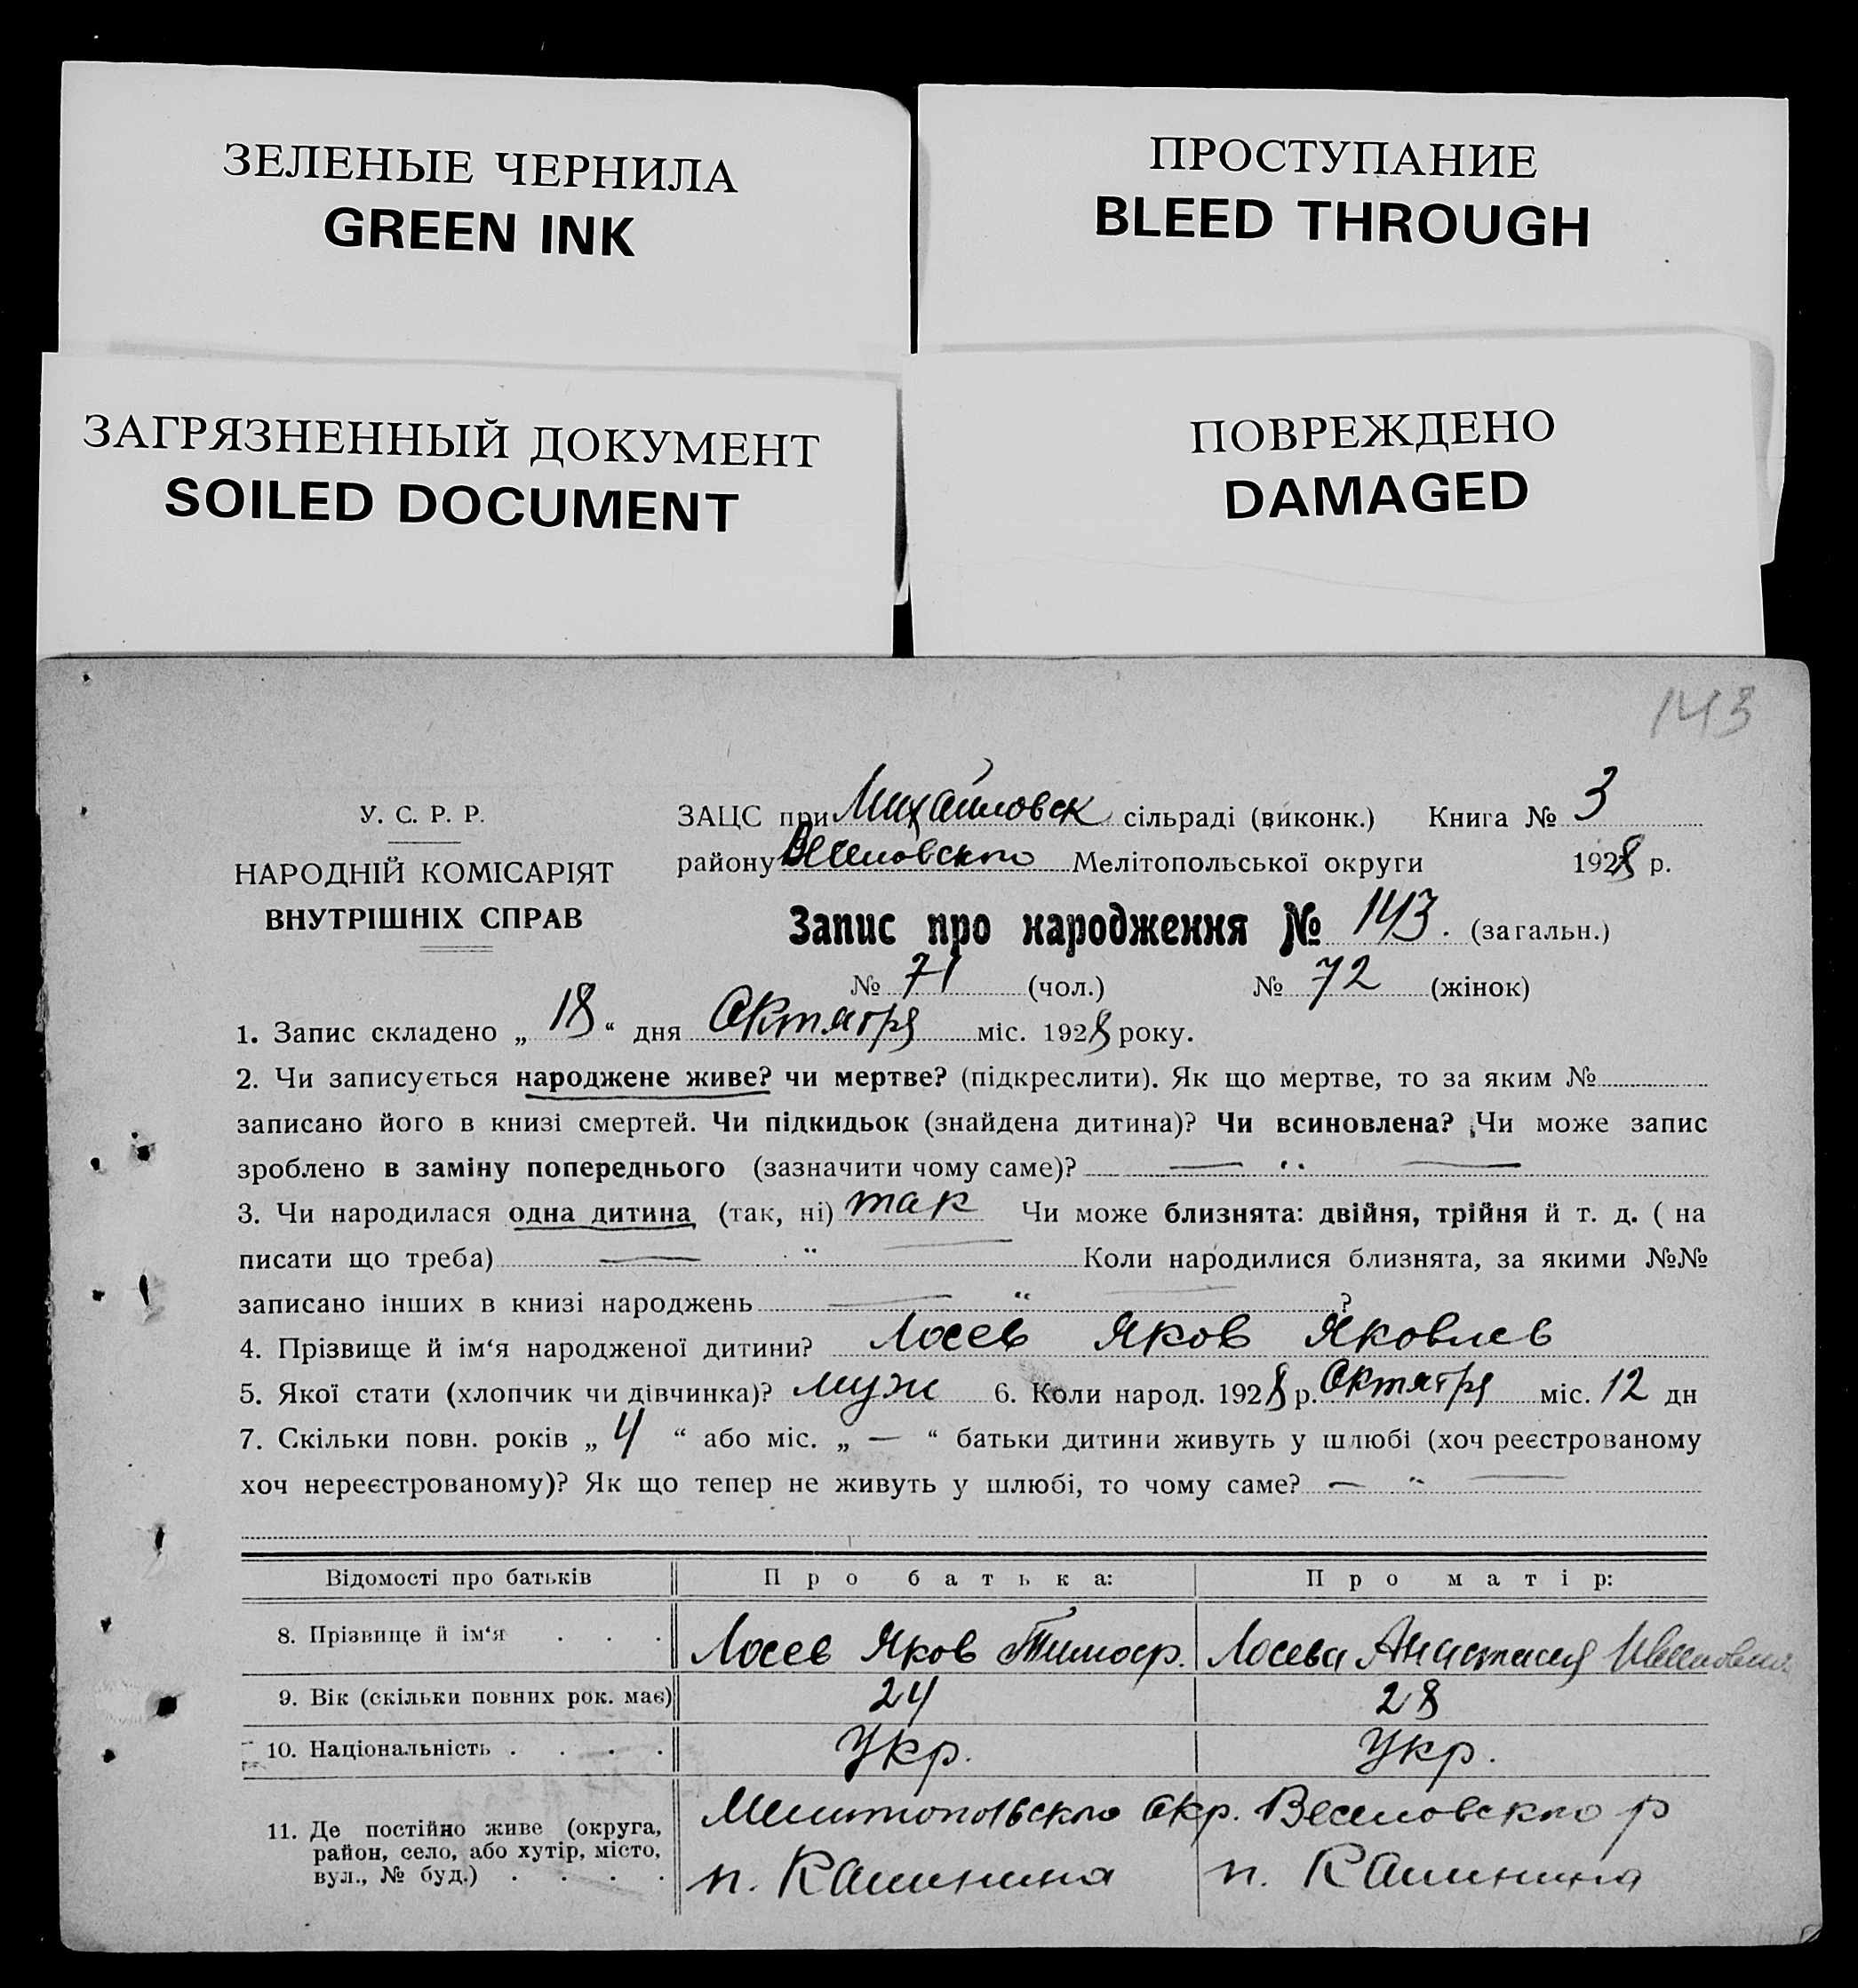 ЗЕЛЕНЫЕ ЧЕРНИЛА
GREEN INK
ПРОСТУПАНИЕ
BLEED THROUGH
ЗАГРЯЗНЕННЫЙ ДОКУМЕНТ
SOILED DOCUMENT
ПОВРЕЖДЕНО
DAMAGED
143
У. С. Р. Р.
НАРОДНІЙ КОМІСАРІЯТ
ВНУТРІШНІХ СПРАВ
ЗАЦС при Михайловск сільраді (виконк.) Книга № 3
району Веселовского Мелітопольської округи 1928 р.
Запис про народження № 143. (загальн.)
№ 71 (чол.) № 72 (жінок)
1. Запис складено „ 18 “ дня Октября міс. 1928 року.
2. Чи записується народжене живе? чи мертве? (підкреслити). Як що мертве, то за яким №
записано його в книзі смертей. Чи підкидьок (знайдена дитина)? Чи всиновлена? Чи може запис
зроблено в заміну попереднього (зазначити чому саме)? — „ —
3. Чи народилася одна дитина (так, ні) так Чи може близнята: двійня, трійня й т. д. ( на
писати що треба) — „ — Коли народилися близнята, за якими №№
записано інших в книзі народжень — “ — ?
4. Прізвище й ім‘я народженої дитини? Лосев Яков Яковлев
5. Якої стати (хлопчик чи дівчинка)? муж 6. Коли народ. 1928 р. Октября міс. 12 дн
7. Скільки повн. років „ 4 “ або міс. „ — “ батьки дитини живуть у шлюбі (хоч реєстрованому
хоч нереєстрованому)? Як що тепер не живуть у шлюбі, то чому саме? — „ —
Відомості про батьків Про батька: Про матір:
8. Прізвище й ім‘я . . . Лосев Яков Тимоф. Лосева Анастасия
9. Вік (скільки повних рок. має) 24 28
10. Національність . . . . Укр. Укр.
11. Де постійно живе (округа, район, село, або хутір, місто, вул., № буд.) . . . .
Мелитопольского Окр. Веселовского р
п. Калинина п. Калинина